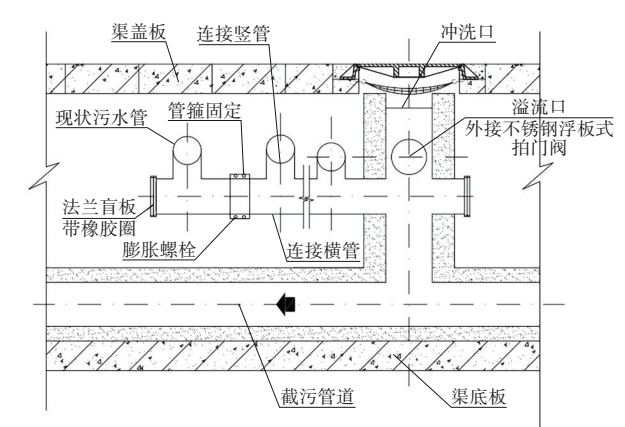 渠盖板
连接竖管
冲洗口
管箍固定
现状污水管
溢流口
外接不锈钢浮板式
拍门阀
法兰盲板
带橡胶圈
膨胀螺栓
连接横管
截污管道
渠底板